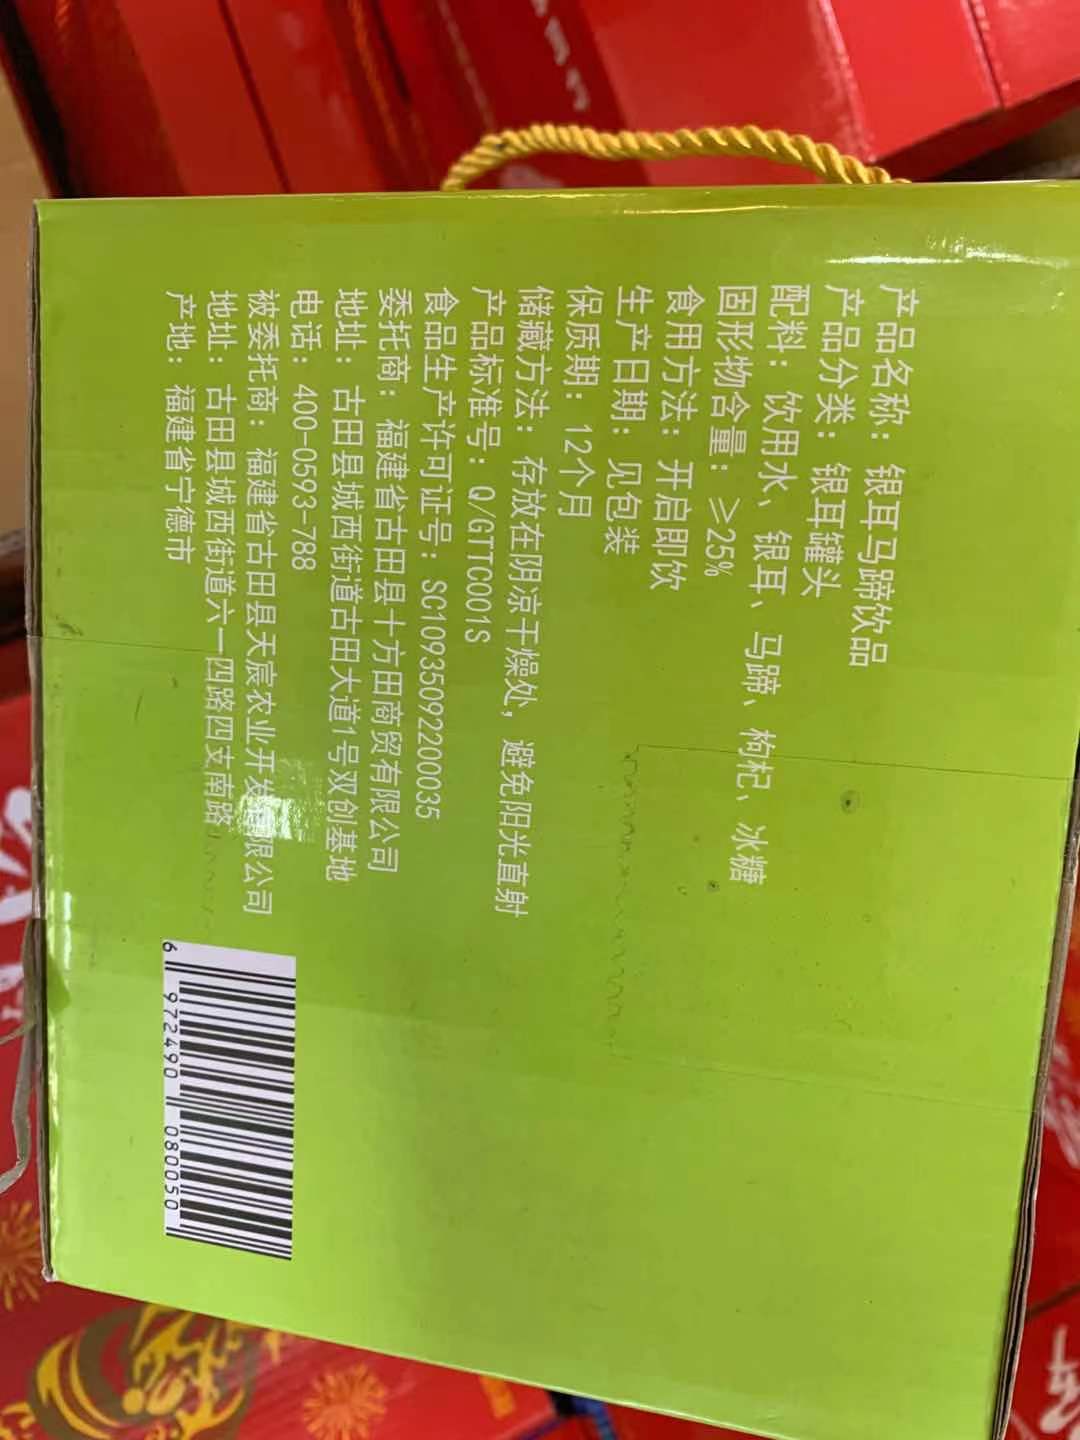 产品名称：银耳马蹄饮品
产品分类：银耳罐头
配料：饮用水、银耳、马蹄、枸杞、冰糖
固形物含量：≥25%
食用方法：开启即饮
生产日期：见包装
保质期：12个月
储藏方法：存放在阴凉干燥处，避免阳光直射
产品标准号：Q/GTTC001S
食品生产许可证号：SC10935092200035
委托商：福建省古田县十方田商贸有限公司
地址：古田县城西街道古田大道1号双创基地
电话：400-0593-788
被委托商：福建省古田县天宸农业开发有限公司
地址：古田县城西街道六一四路四支南路
产地：福建省宁德市
6 972490 080050